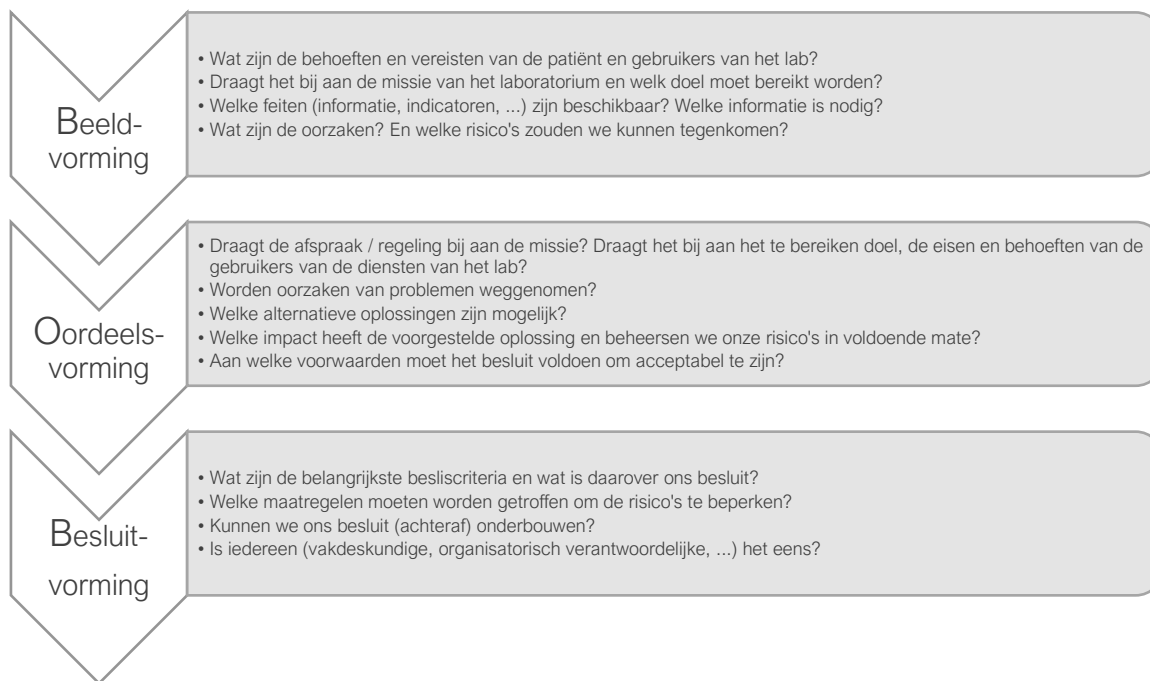 Beeld-
vorming
• Wat zijn de behoeften en vereisten van de patiënt en gebruikers van het lab?
• Draagt het bij aan de missie van het laboratorium en welk doel moet bereikt worden?
• Welke feiten (informatie, indicatoren, ...) zijn beschikbaar? Welke informatie is nodig?
• Wat zijn de oorzaken? En welke risico's zouden we kunnen tegenkomen?
Oordeels-
vorming
• Draagt de afspraak / regeling bij aan de missie? Draagt het bij aan het te bereiken doel, de eisen en behoeften van de
gebruikers van de diensten van het lab?
• Worden oorzaken van problemen weggenomen?
• Welke alternatieve oplossingen zijn mogelijk?
• Welke impact heeft de voorgestelde oplossing en beheersen we onze risico's in voldoende mate?
• Aan welke voorwaarden moet het besluit voldoen om acceptabel te zijn?
Besluit-
vorming
• Wat zijn de belangrijkste besliscriteria en wat is daarover ons besluit?
• Welke maatregelen moeten worden getroffen om de risico's te beperken?
• Kunnen we ons besluit (achteraf) onderbouwen?
• Is iedereen (vakdeskundige, organisatorisch verantwoordelijke, ...) het eens?